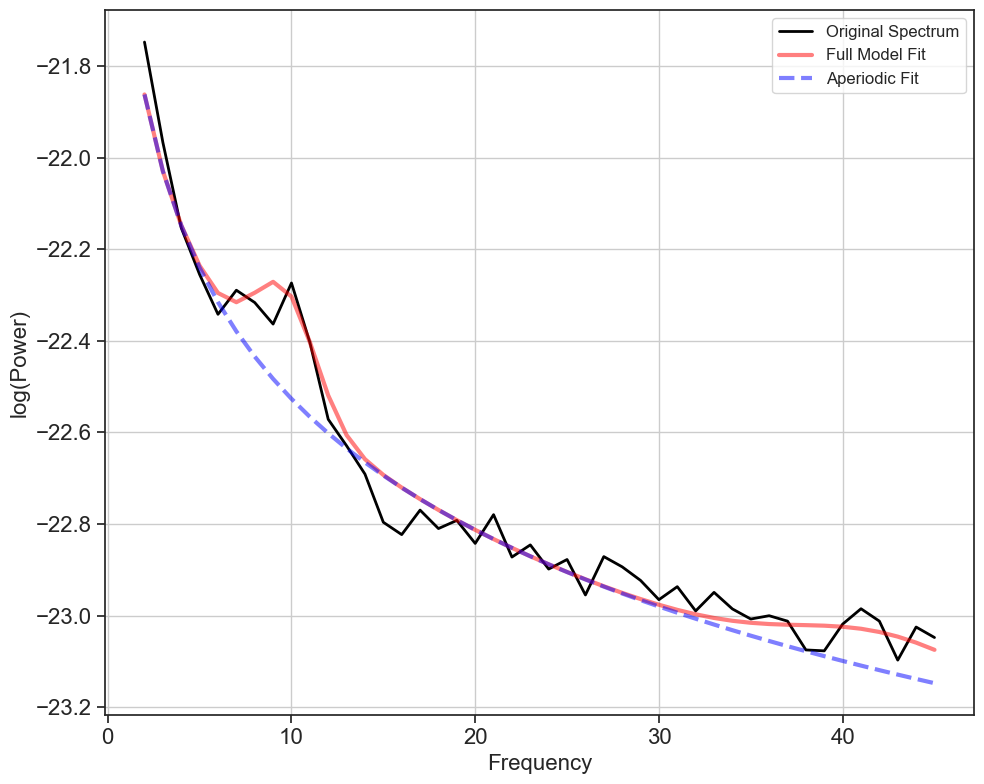 Original Spectrum
Full Model Fit
Aperiodic Fit
−21.8
−22.0
−22.2
−22.4
−22.6
−22.8
−23.0
−23.2
log(Power)
0 10 20 30 40
Frequency